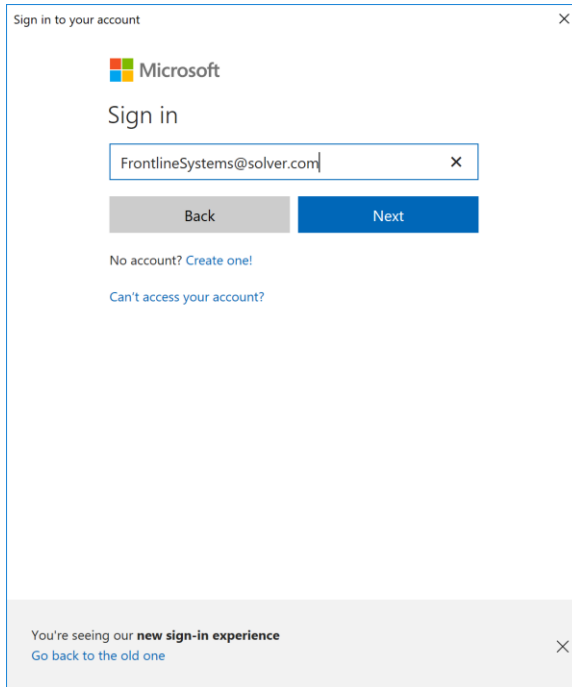 Sign in to your account
Microsoft
Sign in
FrontlineSystems@solver.com
Back Next
No account? Create one!
Can't access your account?
You're seeing our new sign-in experience
Go back to the old one